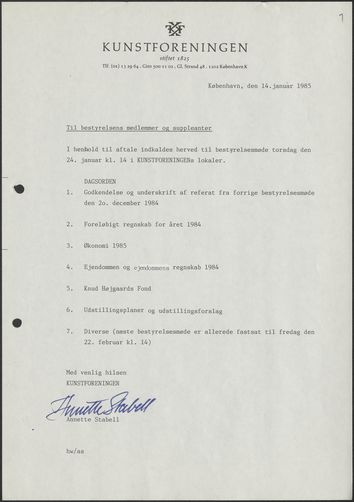 7
KUNSTFORENINGEN
stiftet 1825
Tlf. (01) 13 29 64 . Giro 500 11 02 . Gl. Strand 48 . 1202 København K
København, den 14.januar 1985
Til bestyrelsens medlemmer og suppleanter
I henhold til aftale indkaldes herved til bestyrelsesmøde torsdag den
24. januar kl. 14 i KUNSTFORENINGENs lokaler.
DAGSORDEN
1. Godkendelse og underskrift af referat fra forrige bestyrelsesmøde
den 2o. december 1984
2. Foreløbigt regnskab for året 1984
3. Økonomi 1985
4. Ejendommen og ejendommens regnskab 1984
5. Knud Højgaards Fond
6. Udstillingsplaner og udstillingsforslag
7. Diverse (næste bestyrelsesmøde er allerede fastsat til fredag den
22. februar kl. 14)
Med venlig hilsen
KUNSTFORENINGEN
Annette Stabell
Annette Stabell
hw/as